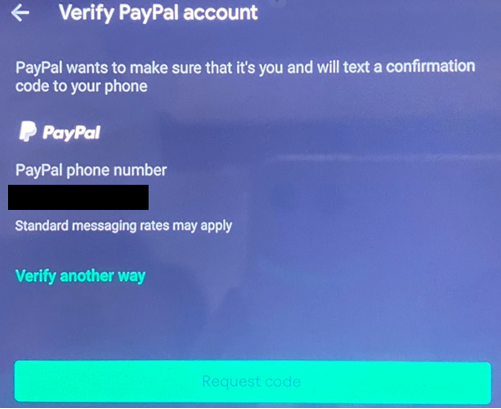 Verify PayPal account
PayPal wants to make sure that it's you and will text a confirmation
code to your phone
PayPal
PayPal phone number
Standard messaging rates may apply
Verify another way
Request code